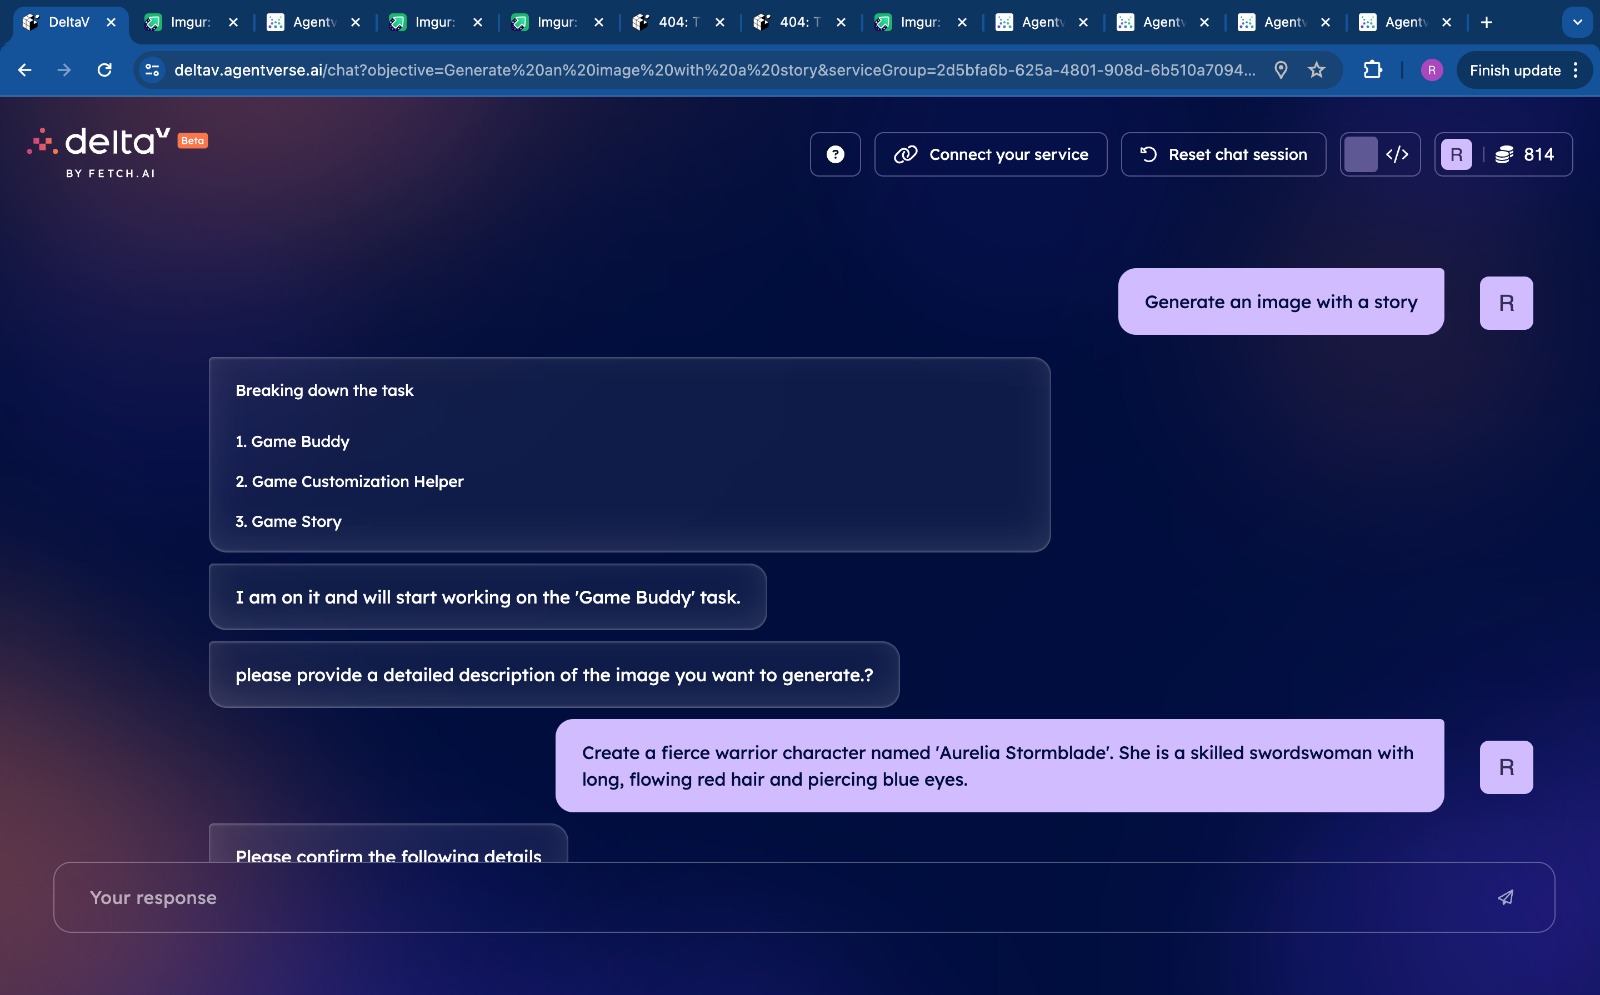 DeltaV
Imgur:
Agentv
Imgur:
Imgur:
404: T
404: T
Imgur:
Agentv
Agentv
Agentv
Agentv
deltav.agentverse.ai/chat?objective=Generate%20an%20image%20with%20a%20story&serviceGroup=2d5bfa6b-625a-4801-908d-6b510a7094...
R
Finish update
deltav Beta
BY FETCH.AI
?
Connect your service
Reset chat session
</>
R
814
Generate an image with a story
R
Breaking down the task
1. Game Buddy
2. Game Customization Helper
3. Game Story
I am on it and will start working on the 'Game Buddy' task.
please provide a detailed description of the image you want to generate.?
Create a fierce warrior character named 'Aurelia Stormblade'. She is a skilled swordswoman with
long, flowing red hair and piercing blue eyes.
R
Please confirm the following details
Your response